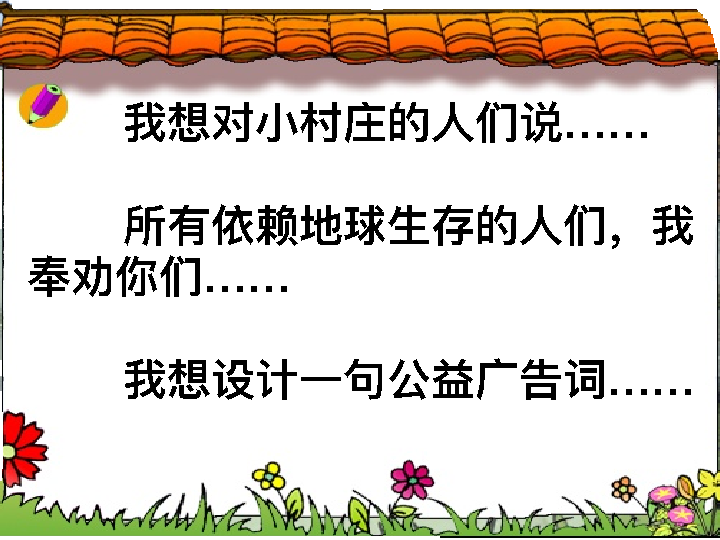 我想对小村庄的人们说……
所有依赖地球生存的人们，我
奉劝你们……
我想设计一句公益广告词……